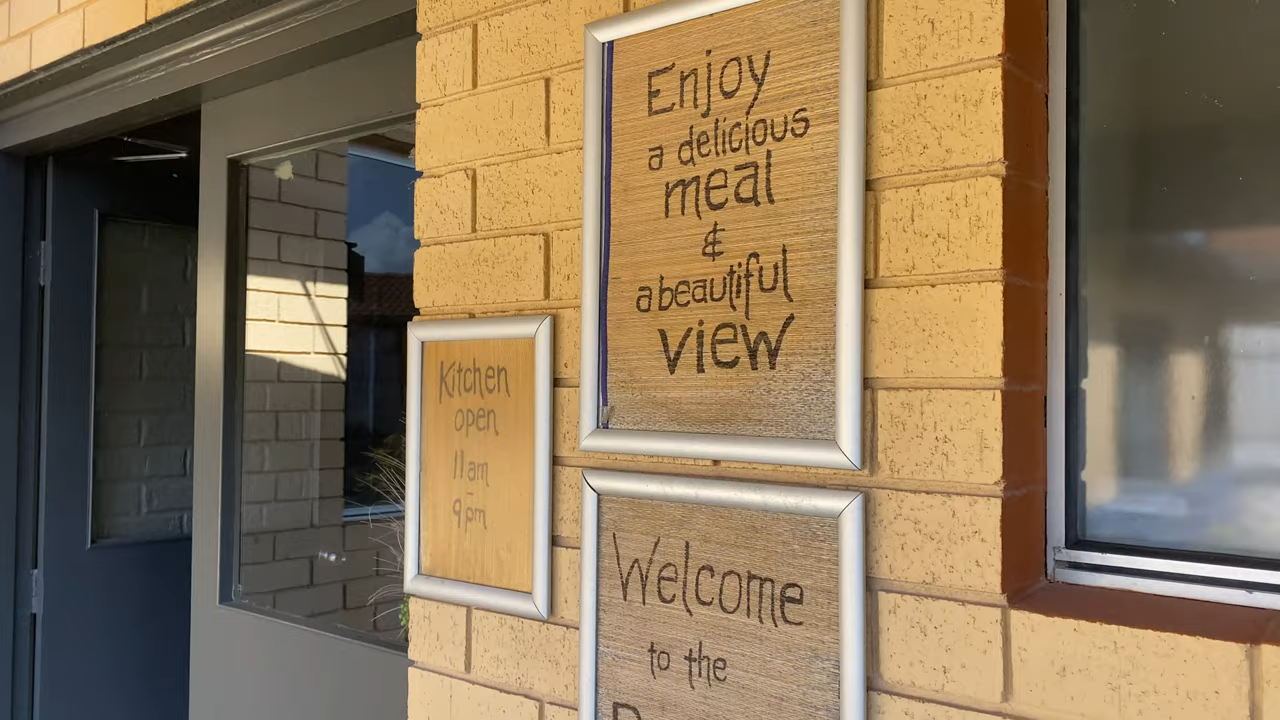 Enjoy
a delicious
meal
&
a beautiful
view
Kitchen
open
11am
-
9pm
Welcome
to the